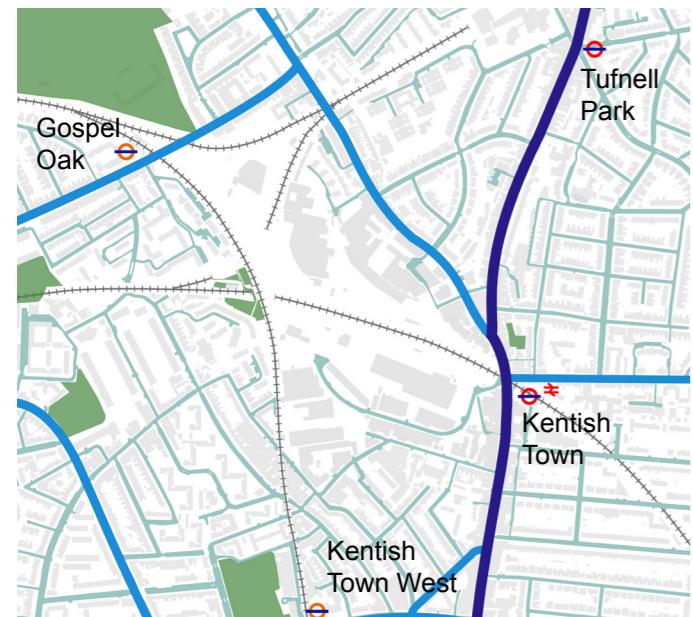 Tufnell
Park
Gospel
Oak
Kentish
Town
Kentish
Town West